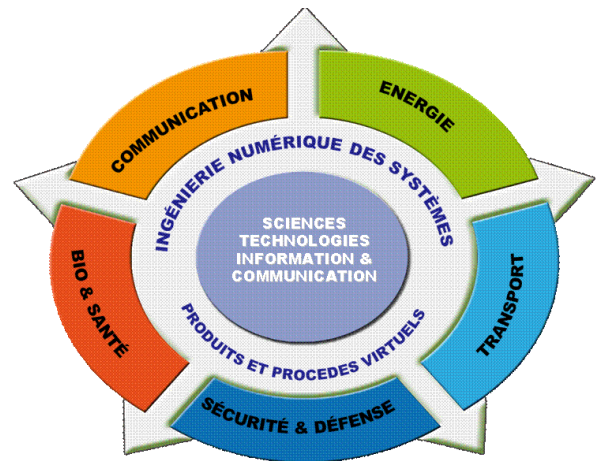 COMMUNICATION
ENERGIE
INGÉNIERIE NUMÉRIQUE DES SYSTÈMES
SCIENCES
TECHNOLOGIES
INFORMATION &
COMMUNICATION
BIO & SANTÉ
TRANSPORT
PRODUITS ET PROCEDES VIRTUELS
SÉCURITÉ & DÉFENSE